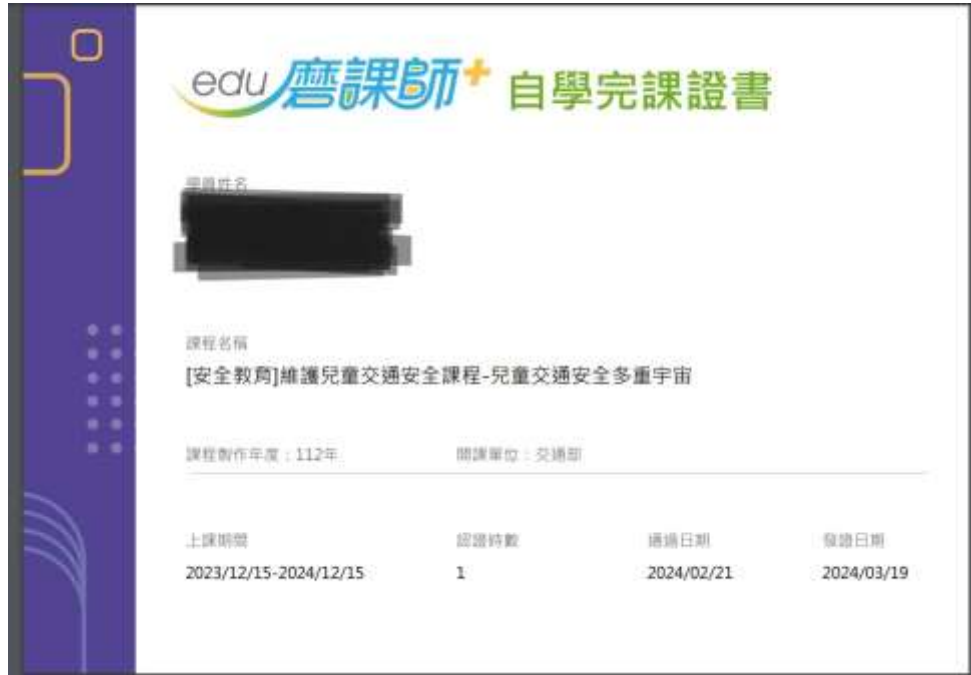 edu磨課師+ 自學完課證書
學員姓名
課程名稱
[安全教育]維護兒童交通安全課程-兒童交通安全多重宇宙
課程製作年度：112年 開課單位：交通部
上課期間 認證時數 通過日期 發證日期
2023/12/15-2024/12/15 1 2024/02/21 2024/03/19